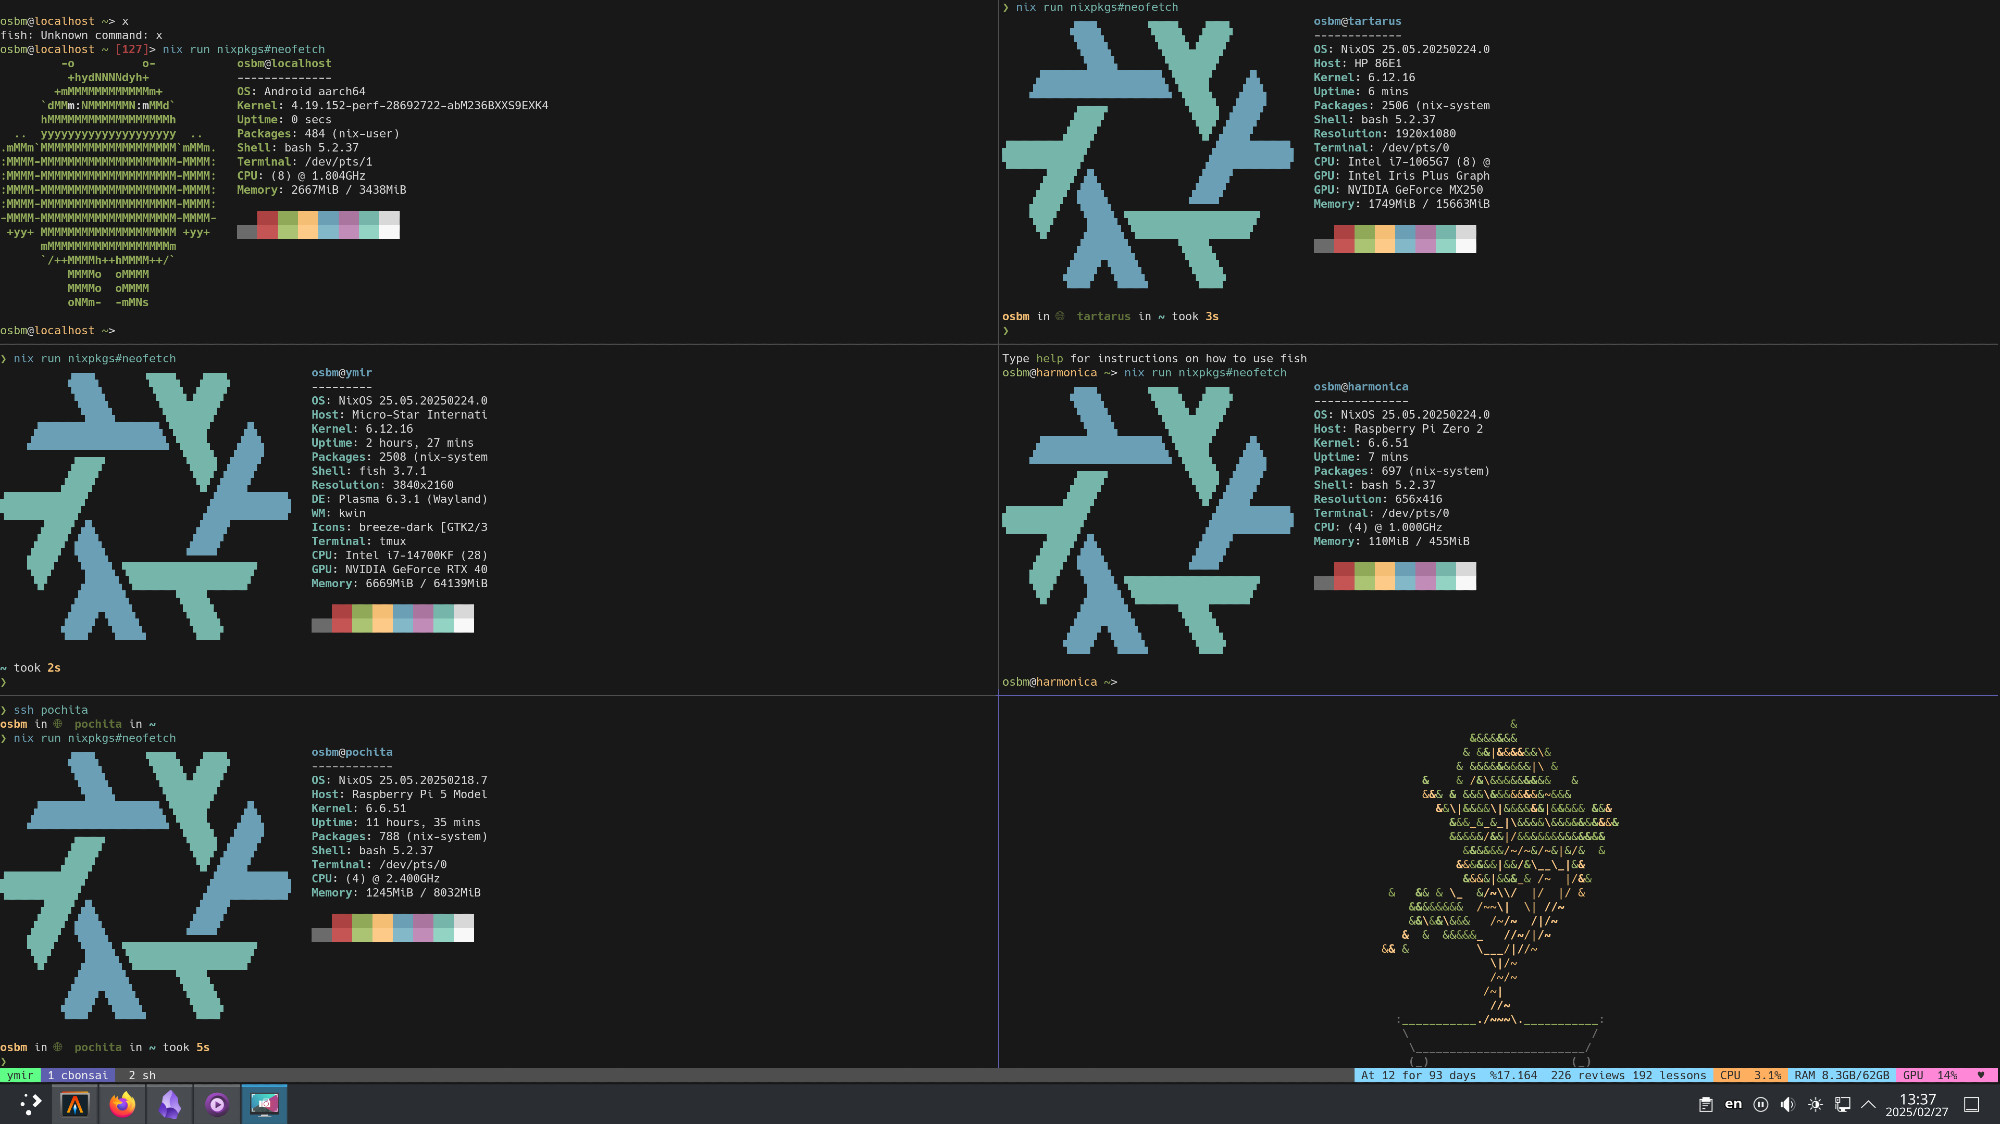 osbm@localhost ~> x
fish: Unknown command: x
osbm@localhost ~ [127]> nix run nixpkgs#neofetch
         -o          o-
          +hydNNNNdyh+
        +mMMMMMMMMMMMMm+
      `dMMm:NMMMMMMN:mMMd`
      hMMMMMMMMMMMMMMMMMMh
  ..  yyyyyyyyyyyyyyyyyyyy  ..
.mMMm`MMMMMMMMMMMMMMMMMMMM`mMMm.
:MMMM-MMMMMMMMMMMMMMMMMMMM-MMMM:
:MMMM-MMMMMMMMMMMMMMMMMMMM-MMMM:
:MMMM-MMMMMMMMMMMMMMMMMMMM-MMMM:
:MMMM-MMMMMMMMMMMMMMMMMMMM-MMMM:
-MMMM-MMMMMMMMMMMMMMMMMMMM-MMMM-
 +yy+ MMMMMMMMMMMMMMMMMMMM +yy+
      mMMMMMMMMMMMMMMMMMMm
      `/++MMMMh++hMMMM++/`
          MMMMo  oMMMM
          MMMMo  oMMMM
          oNMm-  -mMNs
osbm@localhost
--------------
OS: Android aarch64
Kernel: 4.19.152-perf-28692722-abM236BXXS9EXK4
Uptime: 0 secs
Packages: 484 (nix-user)
Shell: bash 5.2.37
Terminal: /dev/pts/1
CPU: (8) @ 1.804GHz
Memory: 2667MiB / 3438MiB
osbm@localhost ~>
❯ nix run nixpkgs#neofetch
osbm@tartarus
-------------
OS: NixOS 25.05.20250224.0
Host: HP 86E1
Kernel: 6.12.16
Uptime: 6 mins
Packages: 2506 (nix-system
Shell: bash 5.2.37
Resolution: 1920x1080
Terminal: /dev/pts/0
CPU: Intel i7-1065G7 (8) @
GPU: Intel Iris Plus Graph
GPU: NVIDIA GeForce MX250
Memory: 1749MiB / 15663MiB
osbm in 🌐 tartarus in ~ took 3s
❯
❯ nix run nixpkgs#neofetch
osbm@ymir
---------
OS: NixOS 25.05.20250224.0
Host: Micro-Star Internati
Kernel: 6.12.16
Uptime: 2 hours, 27 mins
Packages: 2508 (nix-system
Shell: fish 3.7.1
Resolution: 3840x2160
DE: Plasma 6.3.1 (Wayland)
WM: kwin
Icons: breeze-dark [GTK2/3
Terminal: tmux
CPU: Intel i7-14700KF (28)
GPU: NVIDIA GeForce RTX 40
Memory: 6669MiB / 64139MiB
~ took 2s
❯
Type help for instructions on how to use fish
osbm@harmonica ~> nix run nixpkgs#neofetch
osbm@harmonica
--------------
OS: NixOS 25.05.20250224.0
Host: Raspberry Pi Zero 2
Kernel: 6.6.51
Uptime: 7 mins
Packages: 697 (nix-system)
Shell: bash 5.2.37
Resolution: 656x416
Terminal: /dev/pts/0
CPU: (4) @ 1.000GHz
Memory: 110MiB / 455MiB
osbm@harmonica ~>
❯ ssh pochita
osbm in 🌐 pochita in ~
❯ nix run nixpkgs#neofetch
osbm@pochita
------------
OS: NixOS 25.05.20250218.7
Host: Raspberry Pi 5 Model
Kernel: 6.6.51
Uptime: 11 hours, 35 mins
Packages: 788 (nix-system)
Shell: bash 5.2.37
Terminal: /dev/pts/0
CPU: (4) @ 2.400GHz
Memory: 1245MiB / 8032MiB
osbm in 🌐 pochita in ~ took 5s
❯
ymir 1 cbonsai 2 sh
At 12 for 93 days %17.164 226 reviews 192 lessons CPU 3.1% RAM 8.3GB/62GB GPU 14% ♥
en
13:37
2025/02/27